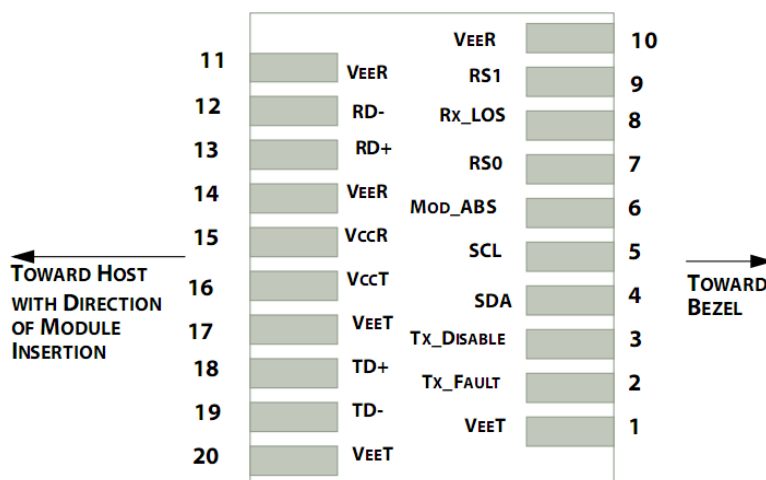 VEER 10
11 VEER
RS1 9
12 RD-
RX_LOS 8
13 RD+
RS0 7
14 VEER
MOD_ABS 6
15 VCCR
SCL 5
16 VCCT
SDA 4
17 VEET
TX_DISABLE 3
18 TD+
TX_FAULT 2
19 TD-
VEET 1
20 VEET
TOWARD HOST
WITH DIRECTION
OF MODULE
INSERTION
TOWARD
BEZEL